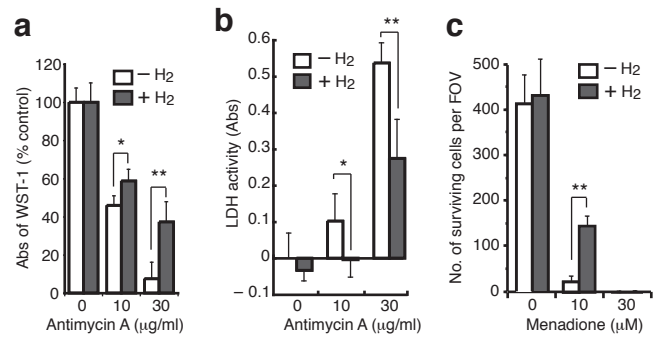 a
Abs of WST-1 (% control)
120
100
80
60
40
20
0
– H2
+ H2
*
**
0 10 30
Antimycin A (μg/ml)
b
LDH activity (Abs)
0.6
0.5
0.4
0.3
0.2
0.1
0
– 0.1
– H2
+ H2
*
**
0 10 30
Antimycin A (μg/ml)
c
No. of surviving cells per FOV
500
400
300
200
100
0
– H2
+ H2
**
0 10 30
Menadione (μM)